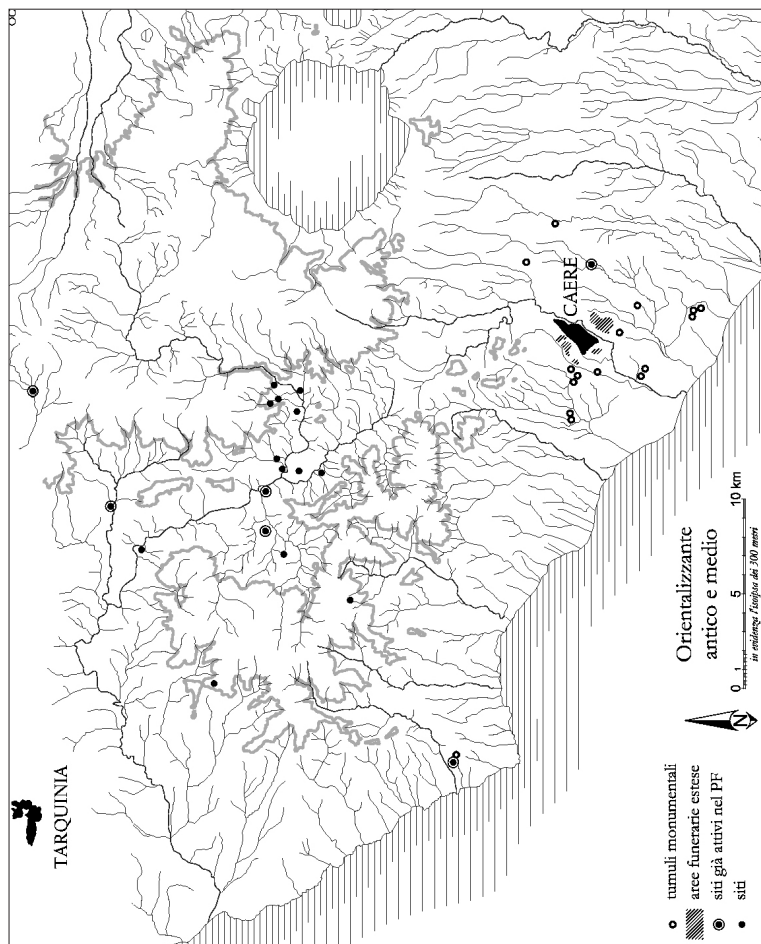 TARQUINIA
CAERE
Orientalizzante
antico e medio
0 1 5 10 km
in evidenza l'isoipsa dei 300 metri
N
tumuli monumentali
aree funerarie estese
siti già attivi nel PF
siti